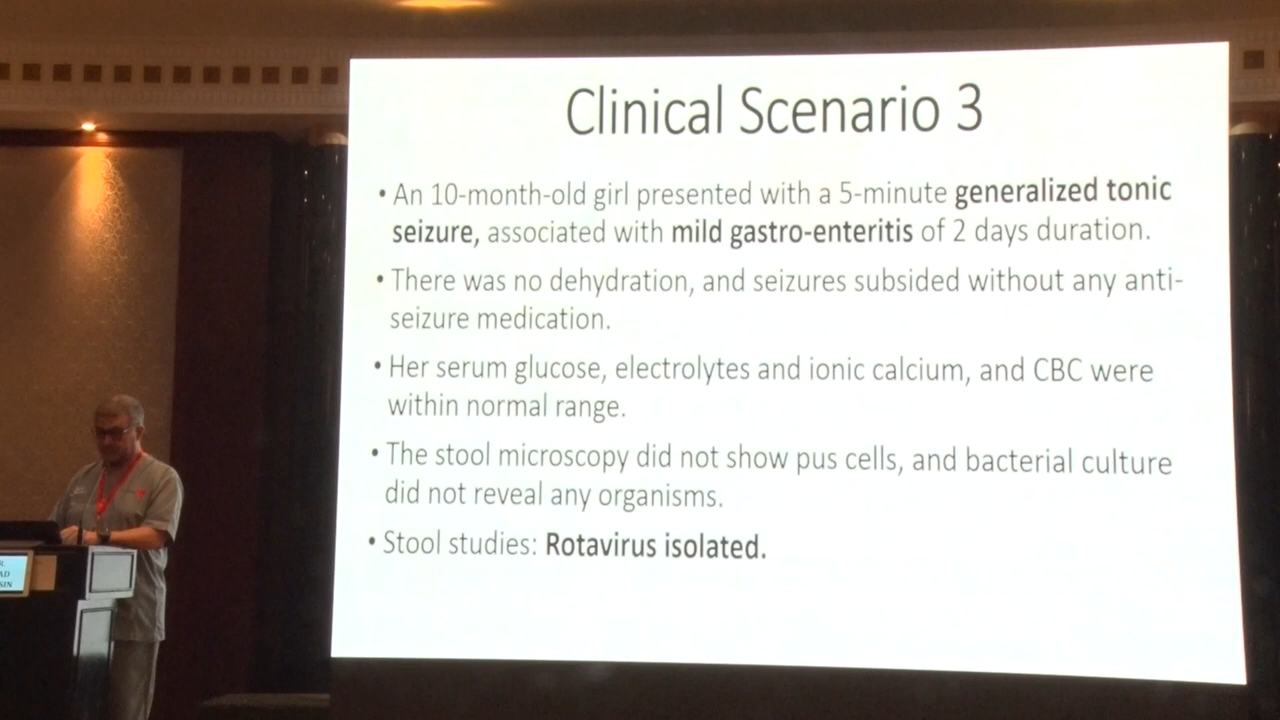 Clinical Scenario 3
• An 10-month-old girl presented with a 5-minute generalized tonic
seizure, associated with mild gastro-enteritis of 2 days duration.
• There was no dehydration, and seizures subsided without any anti-
seizure medication.
• Her serum glucose, electrolytes and ionic calcium, and CBC were
within normal range.
• The stool microscopy did not show pus cells, and bacterial culture
did not reveal any organisms.
• Stool studies: Rotavirus isolated.